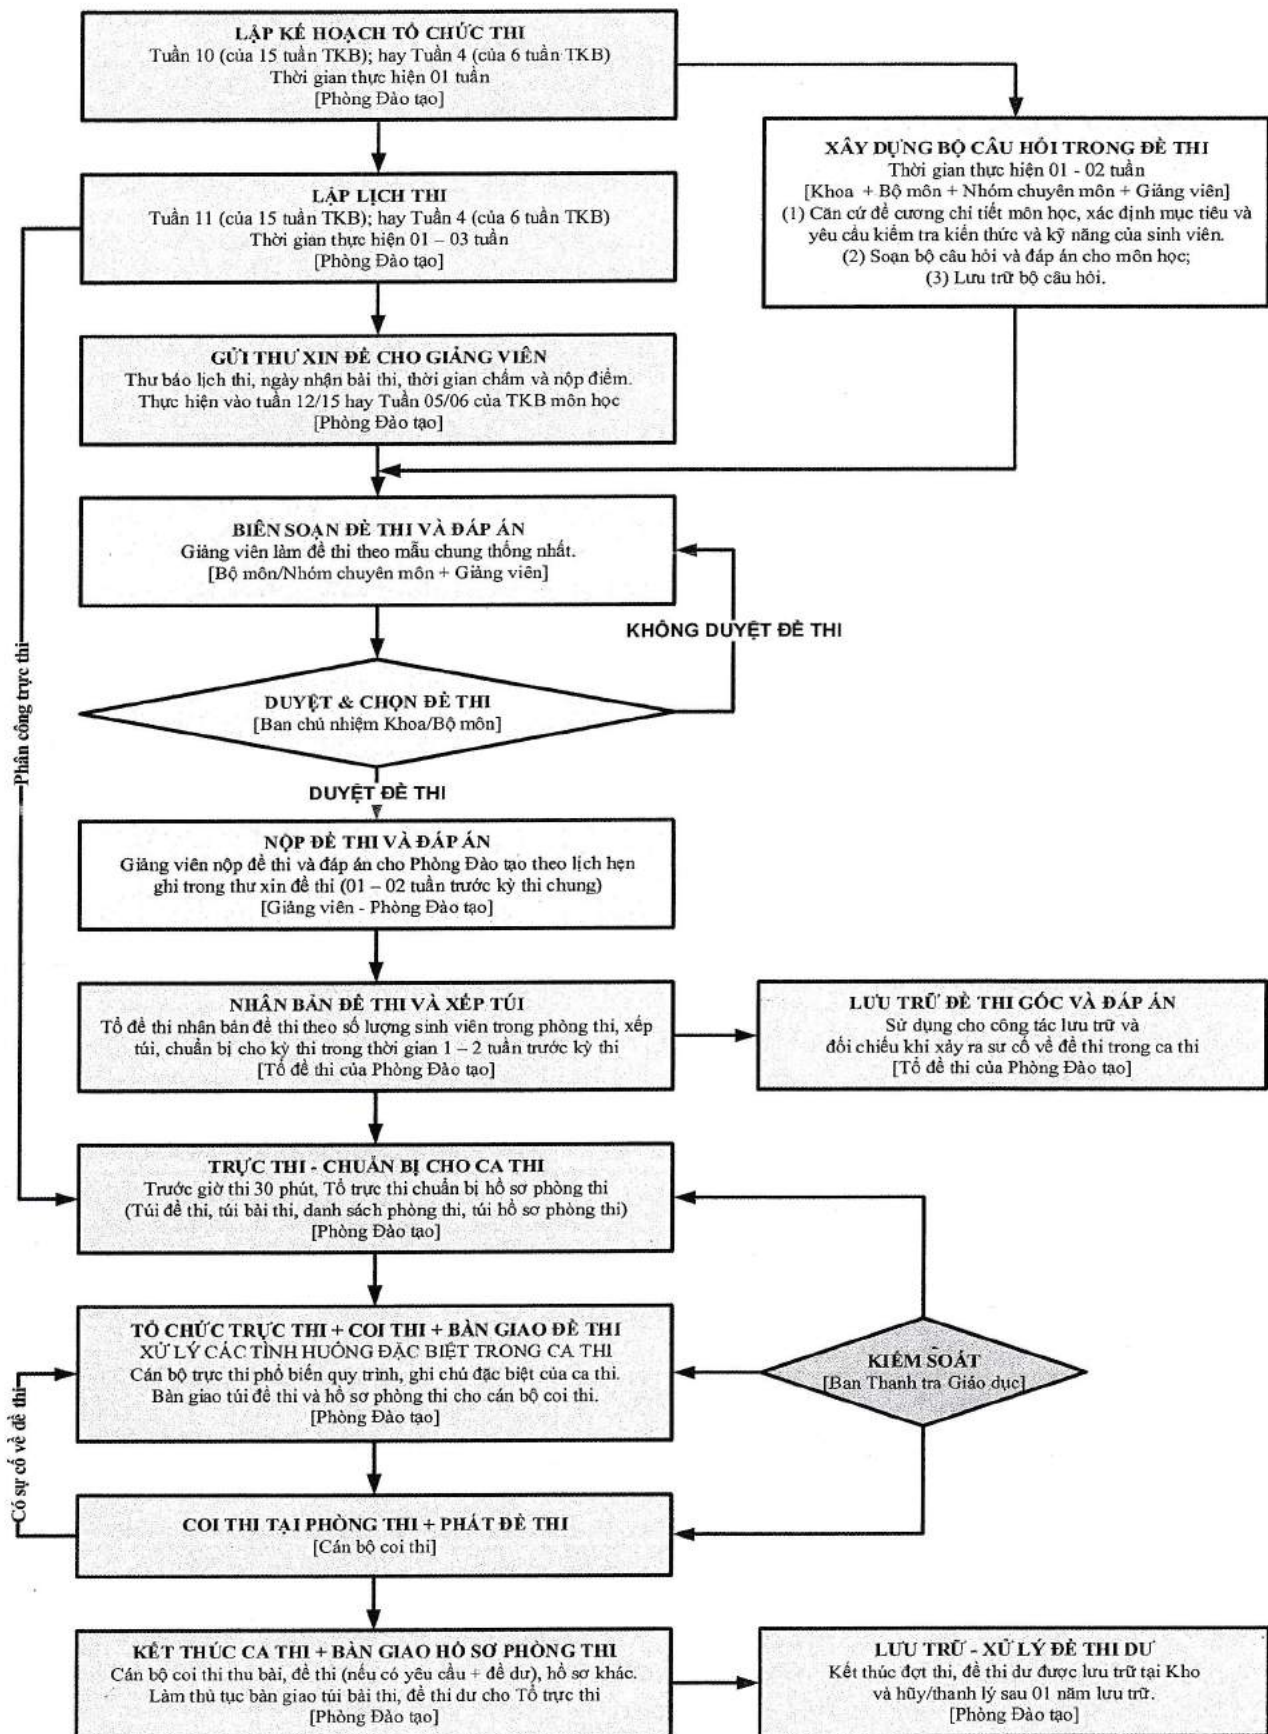 LẬP KẾ HOẠCH TỔ CHỨC THI
Tuần 10 (của 15 tuần TKB); hay Tuần 4 (của 6 tuần TKB)
Thời gian thực hiện 01 tuần
[Phòng Đào tạo]
XÂY DỰNG BỘ CÂU HỎI TRONG ĐỀ THI
Thời gian thực hiện 01 - 02 tuần
[Khoa + Bộ môn + Nhóm chuyên môn + Giảng viên]
(1) Căn cứ đề cương chi tiết môn học, xác định mục tiêu và
yêu cầu kiểm tra kiến thức và kỹ năng của sinh viên.
(2) Soạn bộ câu hỏi và đáp án cho môn học;
(3) Lưu trữ bộ câu hỏi.
LẬP LỊCH THI
Tuần 11 (của 15 tuần TKB); hay Tuần 4 (của 6 tuần TKB)
Thời gian thực hiện 01 – 03 tuần
[Phòng Đào tạo]
GỬI THƯ XIN ĐỀ CHO GIẢNG VIÊN
Thư báo lịch thi, ngày nhận bài thi, thời gian chấm và nộp điểm.
Thực hiện vào tuần 12/15 hay Tuần 05/06 của TKB môn học
[Phòng Đào tạo]
BIÊN SOẠN ĐỀ THI VÀ ĐÁP ÁN
Giảng viên làm đề thi theo mẫu chung thống nhất.
[Bộ môn/Nhóm chuyên môn + Giảng viên]
KHÔNG DUYỆT ĐỀ THI
Phân công trực thi
DUYỆT & CHỌN ĐỀ THI
[Ban chủ nhiệm Khoa/Bộ môn]
DUYỆT ĐỀ THI
NỘP ĐỀ THI VÀ ĐÁP ÁN
Giảng viên nộp đề thi và đáp án cho Phòng Đào tạo theo lịch hẹn
ghi trong thư xin đề thi (01 – 02 tuần trước kỳ thi chung)
[Giảng viên - Phòng Đào tạo]
NHÂN BẢN ĐỀ THI VÀ XẾP TÚI
Tổ đề thi nhân bản đề thi theo số lượng sinh viên trong phòng thi, xếp
túi, chuẩn bị cho kỳ thi trong thời gian 1 – 2 tuần trước kỳ thi
[Tổ đề thi của Phòng Đào tạo]
LƯU TRỮ ĐỀ THI GỐC VÀ ĐÁP ÁN
Sử dụng cho công tác lưu trữ và
đối chiếu khi xảy ra sự cố về đề thi trong ca thi
[Tổ đề thi của Phòng Đào tạo]
TRỰC THI - CHUẨN BỊ CHO CA THI
Trước giờ thi 30 phút, Tổ trực thi chuẩn bị hồ sơ phòng thi
(Túi đề thi, túi bài thi, danh sách phòng thi, túi hồ sơ phòng thi)
[Phòng Đào tạo]
TỔ CHỨC TRỰC THI + COI THI + BÀN GIAO ĐỀ THI
XỬ LÝ CÁC TÌNH HUỐNG ĐẶC BIỆT TRONG CA THI
Cán bộ trực thi phổ biến quy trình, ghi chú đặc biệt của ca thi.
Bàn giao túi đề thi và hồ sơ phòng thi cho cán bộ coi thi.
[Phòng Đào tạo]
KIỂM SOÁT
[Ban Thanh tra Giáo dục]
Có sự cố về đề thi
COI THI TẠI PHÒNG THI + PHÁT ĐỀ THI
[Cán bộ coi thi]
KẾT THÚC CA THI + BÀN GIAO HỒ SƠ PHÒNG THI
Cán bộ coi thi thu bài, đề thi (nếu có yêu cầu + đề dư), hồ sơ khác.
Làm thủ tục bàn giao túi bài thi, đề thi dư cho Tổ trực thi
[Phòng Đào tạo]
LƯU TRỮ - XỬ LÝ ĐỀ THI DƯ
Kết thúc đợt thi, đề thi dư được lưu trữ tại Kho
và hủy/thanh lý sau 01 năm lưu trữ.
[Phòng Đào tạo]